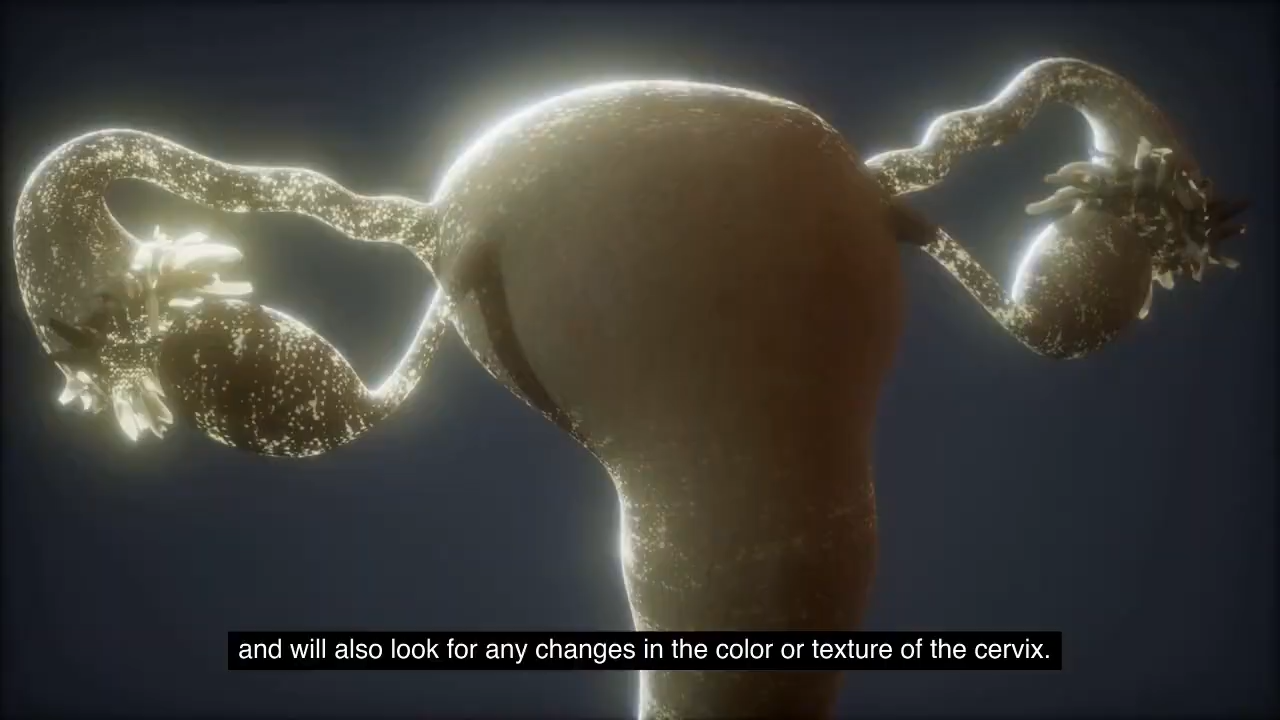 and will also look for any changes in the color or texture of the cervix.